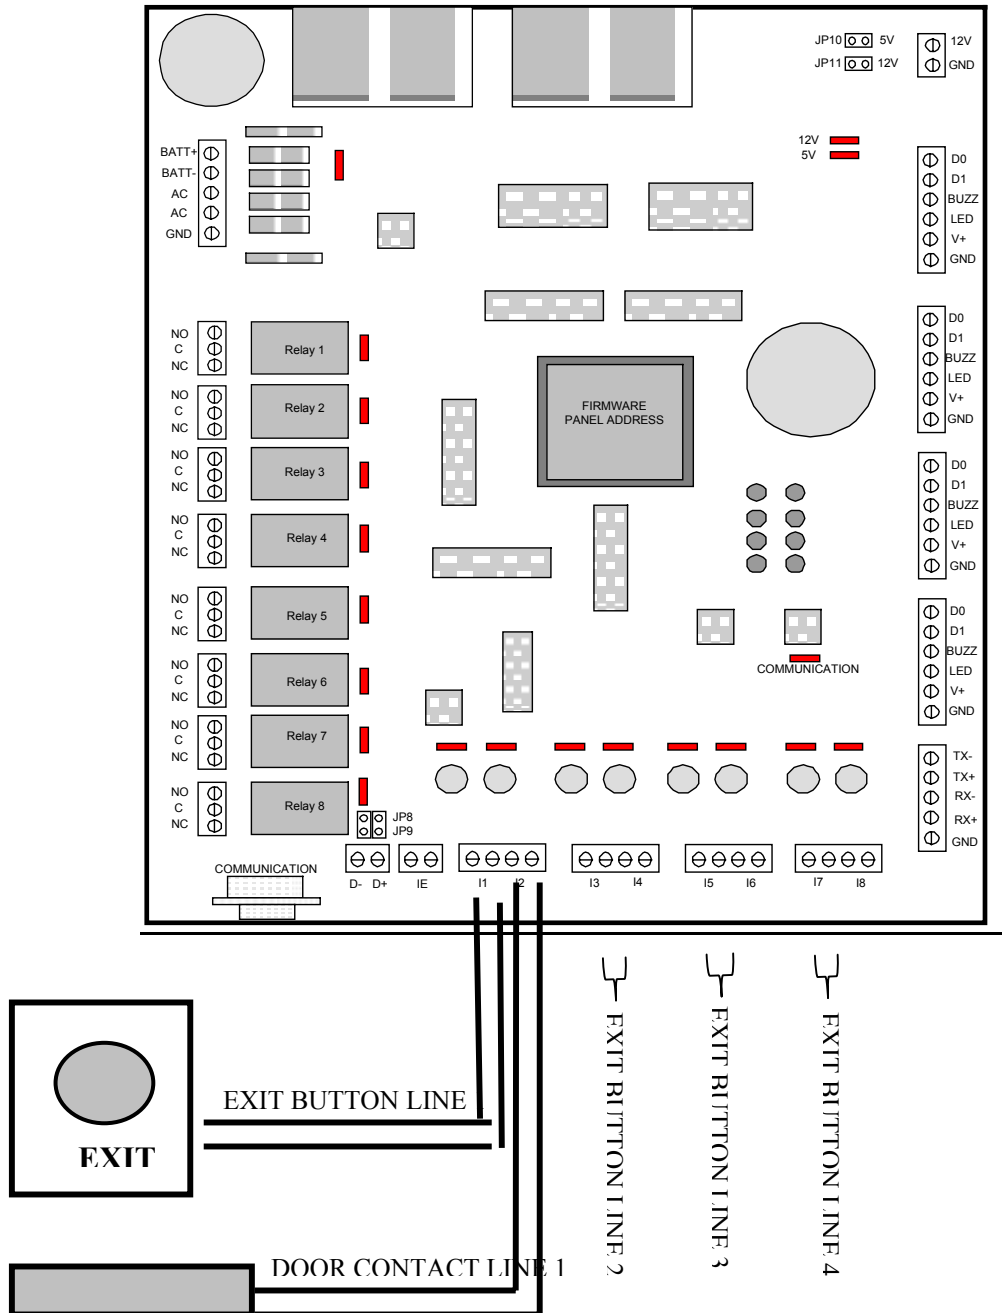 JP10 5V
JP11 12V
12V
GND
12V
5V
BATT+
BATT-
AC
AC
GND
D0
D1
BUZZ
LED
V+
GND
NO
C
NC
Relay 1
D0
D1
BUZZ
LED
V+
GND
NO
C
NC
Relay 2
FIRMWARE
PANEL ADDRESS
NO
C
NC
Relay 3
D0
D1
BUZZ
LED
V+
GND
NO
C
NC
Relay 4
NO
C
NC
Relay 5
D0
D1
BUZZ
LED
V+
GND
NO
C
NC
Relay 6
COMMUNICATION
NO
C
NC
Relay 7
TX-
TX+
RX-
RX+
GND
NO
C
NC
Relay 8
JP8
JP9
COMMUNICATION
D- D+ IE I1 I2 I3 I4 I5 I6 I7 I8
EXIT
EXIT BUTTON LINE
DOOR CONTACT LINE 1
EXIT BUTTON LINE 2
EXIT BUTTON LINE 3
EXIT BUTTON LINE 4